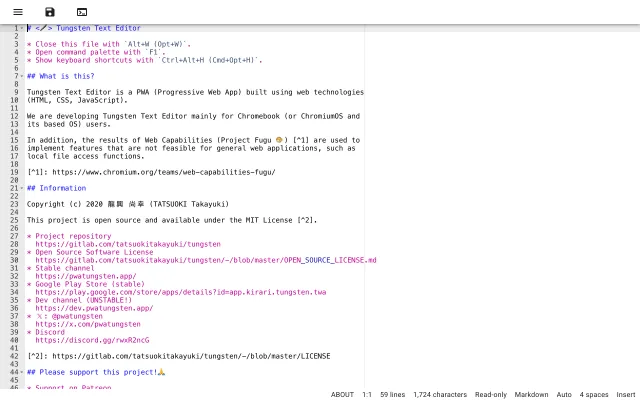 1 # </> Tungsten Text Editor
2
3 * Close this file with `Alt+W (Opt+W)`.
4 * Open command palette with `F1`.
5 * Show keyboard shortcuts with `Ctrl+Alt+H (Cmd+Opt+H)`.
6
7 ## What is this?
8
9 Tungsten Text Editor is a PWA (Progressive Web App) built using web technologies
10 (HTML, CSS, JavaScript).
11
12 We are developing Tungsten Text Editor mainly for Chromebook (or ChromiumOS and
13 its based OS) users.
14
15 In addition, the results of Web Capabilities (Project Fugu 🐡) [^1] are used to
16 implement features that are not feasible for general web applications, such as
17 local file access functions.
18
19 [^1]: https://www.chromium.org/teams/web-capabilities-fugu/
20
21 ## Information
22
23 Copyright (c) 2020 龍興 尚幸 (TATSUOKI Takayuki)
24
25 This project is open source and available under the MIT License [^2].
26
27 * Project repository
28 https://gitlab.com/tatsuokitakayuki/tungsten
29 * Open Source Software License
30 https://gitlab.com/tatsuokitakayuki/tungsten/-/blob/master/OPEN_SOURCE_LICENSE.md
31 * Stable channel
32 https://pwatungsten.app/
33 * Google Play Store (stable)
34 https://play.google.com/store/apps/details?id=app.kirari.tungsten.twa
35 * Dev channel (UNSTABLE!)
36 https://dev.pwatungsten.app/
37 * 𝕏: @pwatungsten
38 https://x.com/pwatungsten
39 * Discord
40 https://discord.gg/rwxR2ncG
41
42 [^2]: https://gitlab.com/tatsuokitakayuki/tungsten/-/blob/master/LICENSE
43
44 ## Please support this project!🙏
45
46 * Support on Patreon
ABOUT 1:1 59 lines 1,724 characters Read-only Markdown Auto 4 spaces Insert